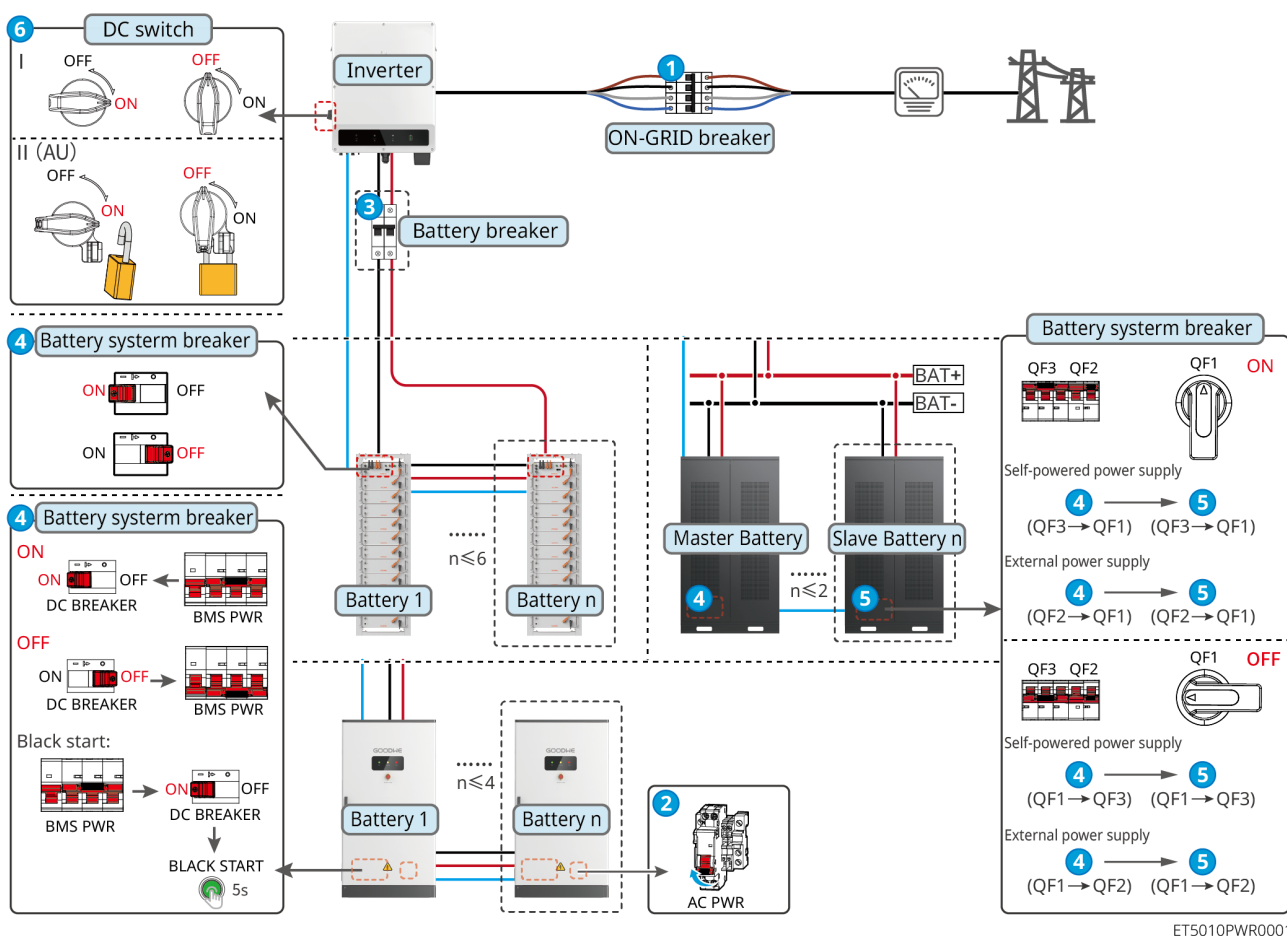 6
DC switch
I
OFF
ON
OFF
ON
II (AU)
OFF
ON
OFF
ON
Inverter
1
ON-GRID breaker
3
Battery breaker
4
Battery systerm breaker
ON
OFF
ON
OFF
4
Battery systerm breaker
ON
ON
OFF
DC BREAKER
BMS PWR
OFF
ON
OFF
DC BREAKER
BMS PWR
Black start:
BMS PWR
ON
OFF
DC BREAKER
BLACK START
5s
Battery 1
......
n≤6
Battery n
BAT+
BAT-
Master Battery
Slave Battery n
4
......
n≤2
5
GOODWE
GOODWE
......
n≤4
Battery 1
Battery n
2
AC PWR
Battery systerm breaker
QF3 QF2
QF1
ON
Self-powered power supply
4 → 5
(QF3→QF1) (QF3→QF1)
External power supply
4 → 5
(QF2→QF1) (QF2→QF1)
QF3 QF2
QF1
OFF
Self-powered power supply
4 → 5
(QF1→QF3) (QF1→QF3)
External power supply
4 → 5
(QF1→QF2) (QF1→QF2)